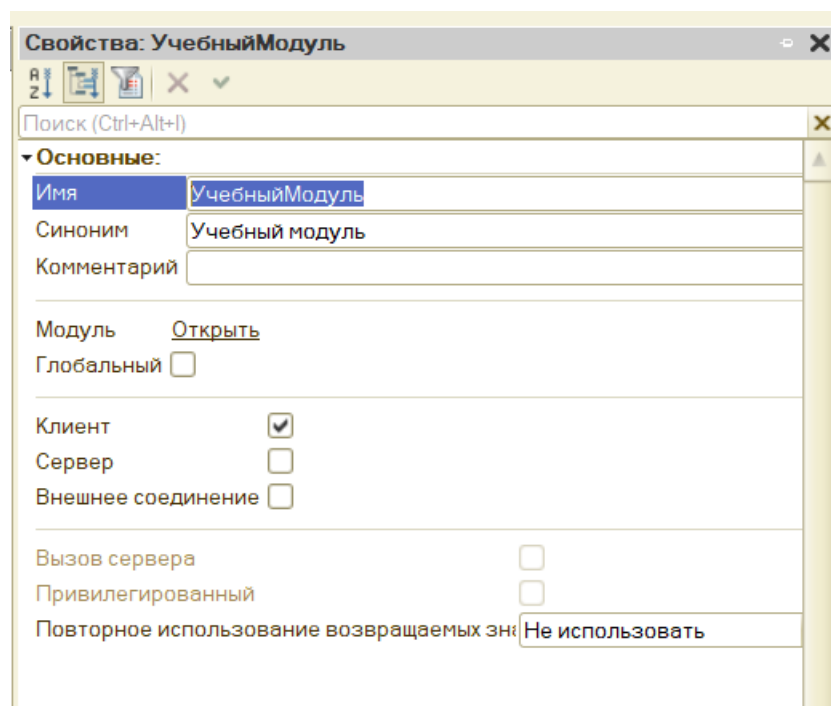 Свойства: УчебныйМодуль
Поиск (Ctrl+Alt+I)
Основные:
Имя УчебныйМодуль
Синоним Учебный модуль
Комментарий
Модуль Открыть
Глобальный
Клиент
Сервер
Внешнее соединение
Вызов сервера
Привилегированный
Повторное использование возвращаемых зна Не использовать